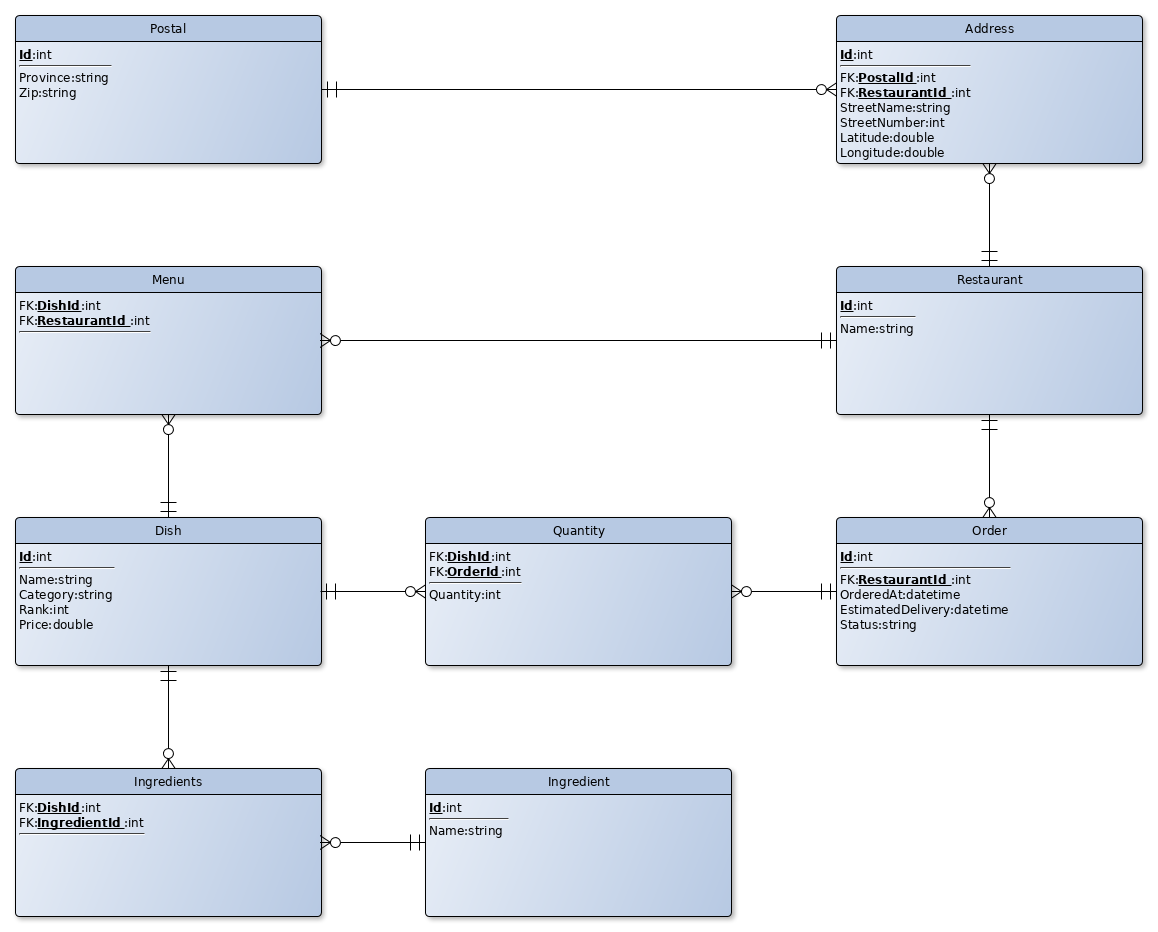 Postal
Id:int
Province:string
Zip:string
Address
Id:int
FK:PostalId :int
FK:RestaurantId :int
StreetName:string
StreetNumber:int
Latitude:double
Longitude:double
Menu
FK:DishId :int
FK:RestaurantId :int
Restaurant
Id:int
Name:string
Dish
Id:int
Name:string
Category:string
Rank:int
Price:double
Quantity
FK:DishId :int
FK:OrderId :int
Quantity:int
Order
Id:int
FK:RestaurantId :int
OrderedAt:datetime
EstimatedDelivery:datetime
Status:string
Ingredients
FK:DishId :int
FK:IngredientId :int
Ingredient
Id:int
Name:string